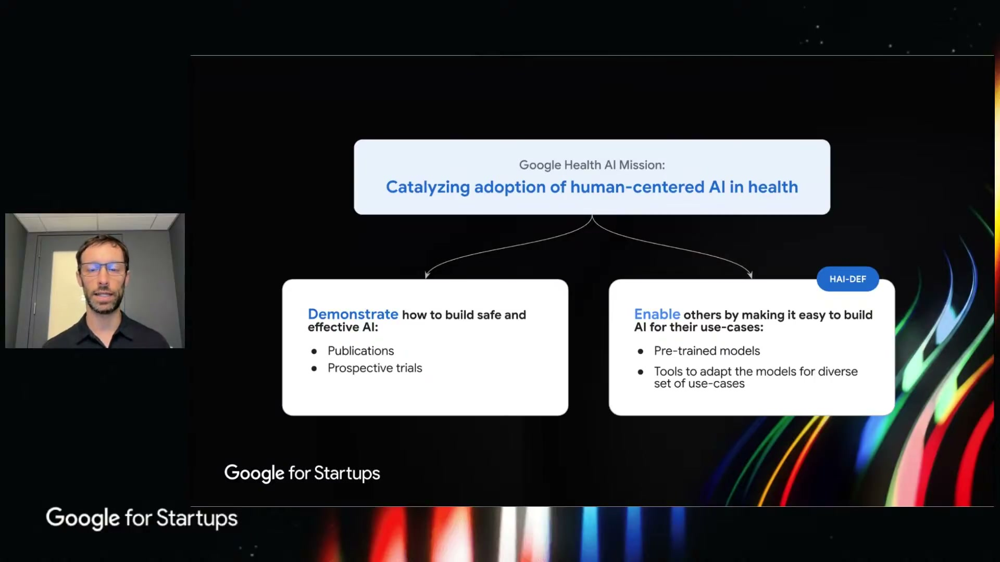 Google Health AI Mission:
Catalyzing adoption of human-centered AI in health
HAI-DEF
Demonstrate how to build safe and
effective AI:
Publications
Prospective trials
Enable others by making it easy to build
AI for their use-cases:
Pre-trained models
Tools to adapt the models for diverse
set of use-cases
Google for Startups
Google for Startups